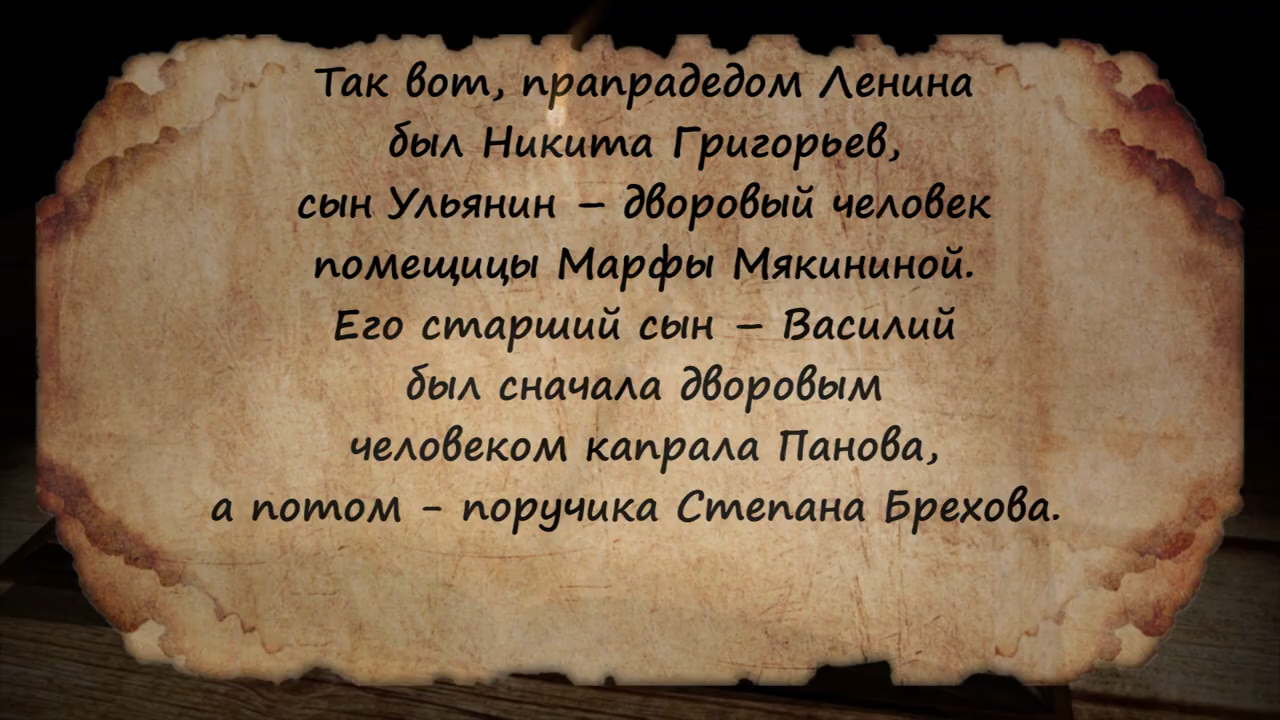 Так вот, прапрадедом Ленина
был Никита Григорьев,
сын Ульянин – дворовый человек
помещицы Марфы Мякининой.
Его старший сын – Василий
был сначала дворовым
человеком капрала Панова,
а потом - поручика Степана Брехова.